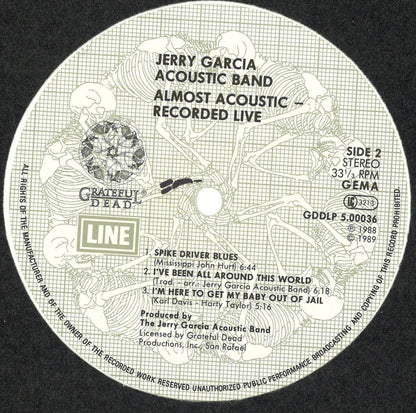 JERRY GARCIA
ACOUSTIC BAND
ALMOST ACOUSTIC –
RECORDED LIVE
SIDE 2
STEREO
33 1/3 RPM
GEMA
LC 3213
GDDLP 5.00036
℗ 1988
© 1989
GRATEFUL
DEAD
LINE
1. SPIKE DRIVER BLUES
(Mississippi John Hurt) 6:44
2. I'VE BEEN ALL AROUND THIS WORLD
(Trad - arr.: Jerry Garcia Acoustic Band) 6:18
3. I'M HERE TO GET MY BABY OUT OF JAIL
(Karl Davis - Harty Taylor) 5:16
Produced by
The Jerry Garcia Acoustic Band
Licensed by Grateful Dead
Productions, Inc., San Rafael
ALL RIGHTS OF THE MANUFACTURER AND OF THE OWNER OF THE RECORDED WORK RESERVED UNAUTHORIZED PUBLIC PERFORMANCE BROADCASTING AND COPYING OF THIS RECORD PROHIBITED.